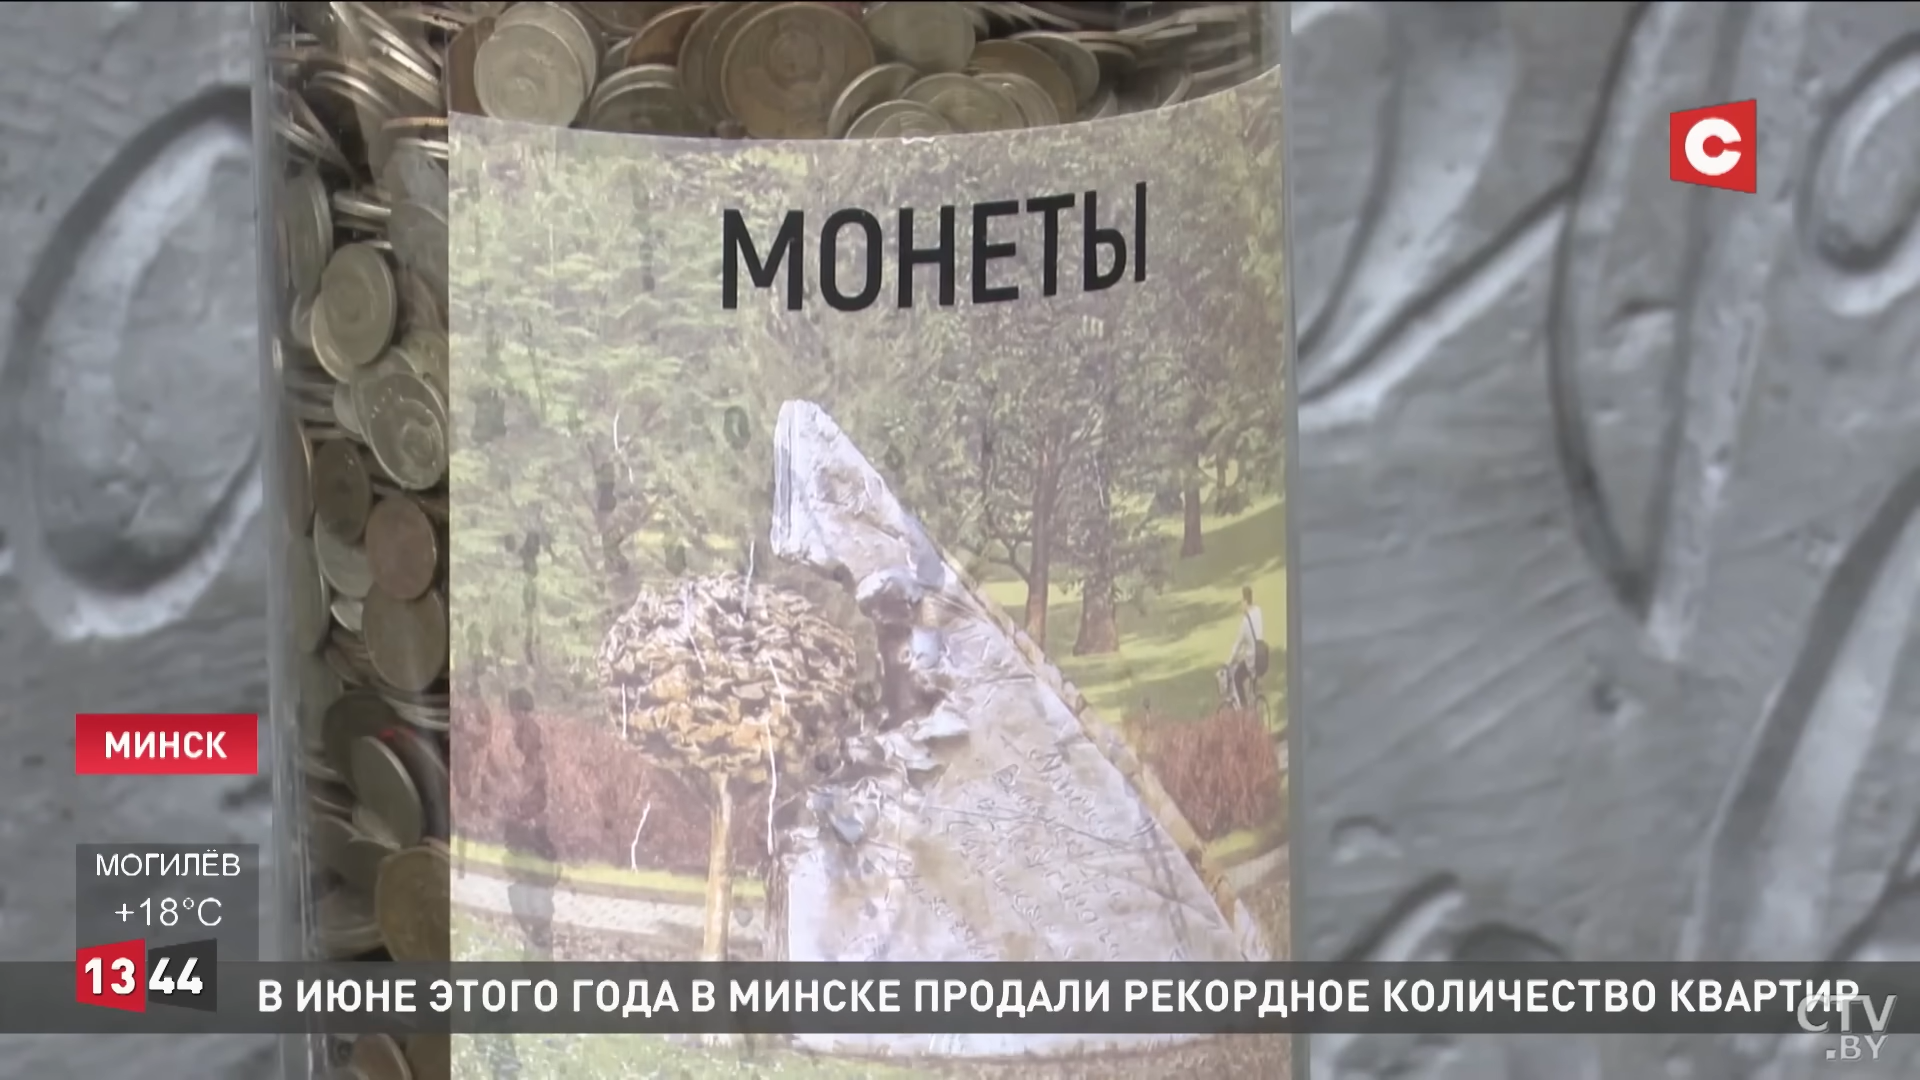 МОНЕТЫ
С
МИНСК
МОГИЛЁВ
+18°C
13 44
В ИЮНЕ ЭТОГО ГОДА В МИНСКЕ ПРОДАЛИ РЕКОРДНОЕ КОЛИЧЕСТВО КВАРТИР
CTV
.BY